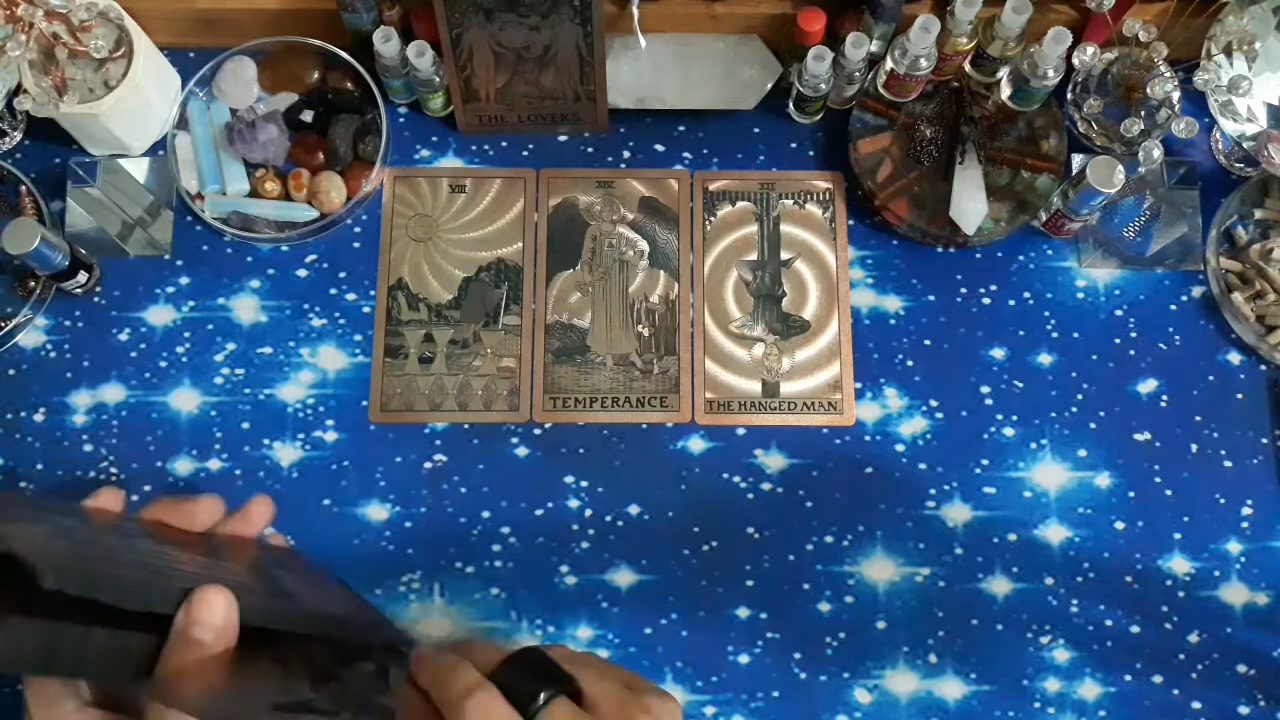 THE LOVERS.
VIII
XIV
XII
TEMPERANCE.
THE HANGED MAN.